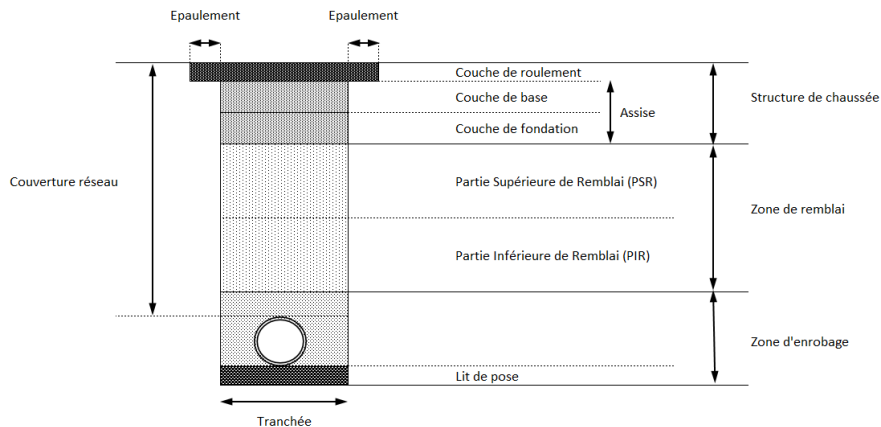 Epaulement
Epaulement
Couche de roulement
Couche de base
Structure de chaussée
Assise
Couche de fondation
Couverture réseau
Partie Supérieure de Remblai (PSR)
Zone de remblai
Partie Inférieure de Remblai (PIR)
Zone d'enrobage
Lit de pose
Tranchée